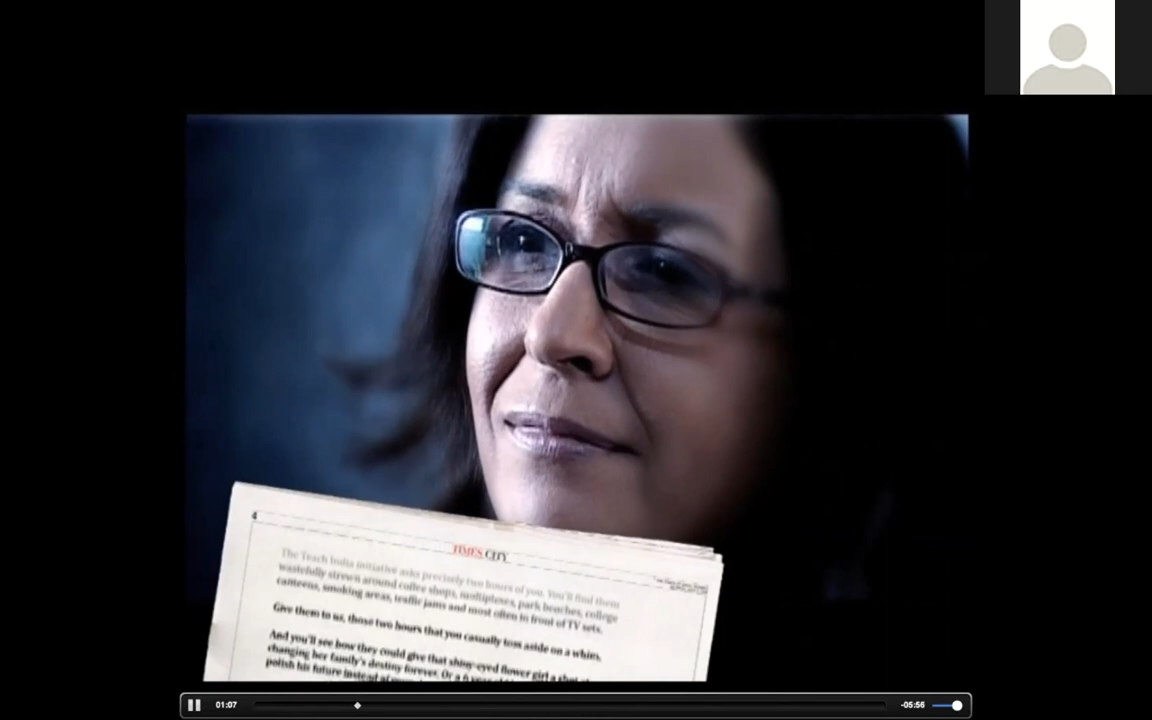 4
TIMES CITY
The Teach India initiative asks precisely two hours of you. You'll find them
wastefully strewn around coffee shops, multiplexes, park benches, college
canteens, smoking areas, traffic jams and most often in front of TV sets.
Give them to us, those two hours that you casually toss aside on a whim,
And you'll see how they could give that shiny-eyed flower girl a shot at
changing her family's destiny forever. Or a 6 year
polish his future instead of
01:07
-05:56